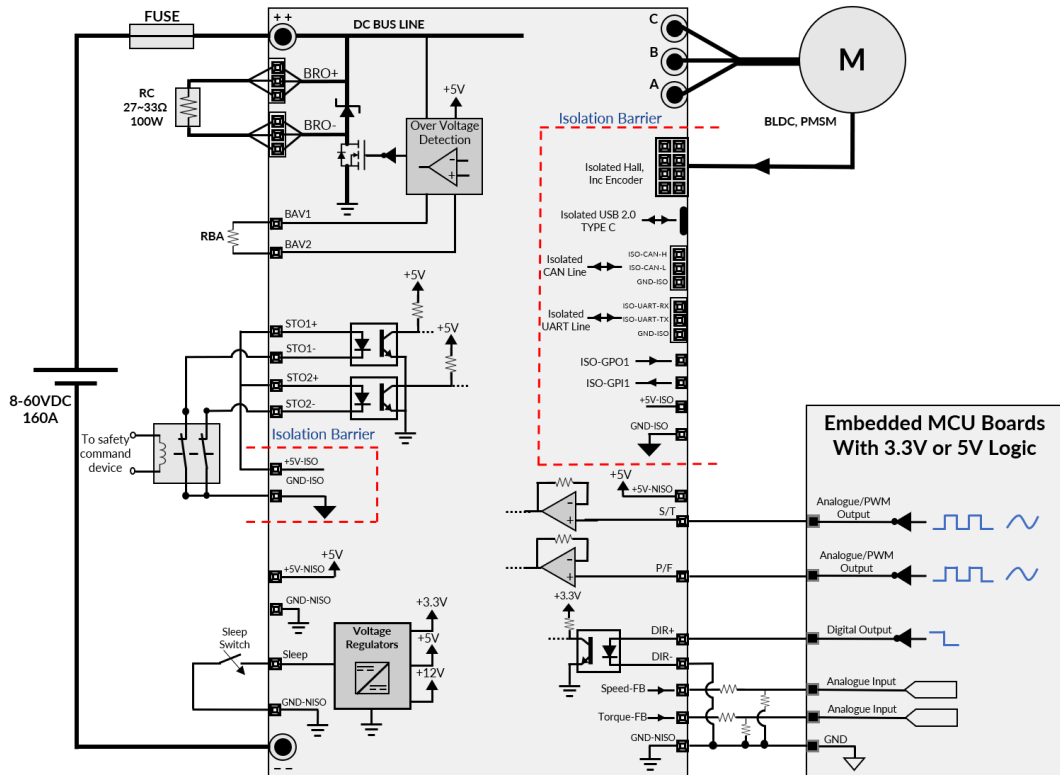 FUSE
++
DC BUS LINE
BRO+
RC
27~33Ω
100W
BRO-
+5V
Over Voltage
Detection
BAV1
RBA
BAV2
+5V
STO1+
+5V
STO1-
STO2+
STO2-
8-60VDC
160A
To safety
command
device
Isolation Barrier
+5V-ISO
GND-ISO
+5V
+5V-NISO
GND-NISO
Sleep
Switch
Sleep
GND-NISO
Voltage
Regulators
+3.3V
+5V
+12V
--
C
B
A
M
BLDC, PMSM
Isolation Barrier
Isolated Hall,
Inc Encoder
Isolated USB 2.0
TYPE C
Isolated
CAN Line
ISO-CAN-H
ISO-CAN-L
GND-ISO
Isolated
UART Line
ISO-UART-RX
ISO-UART-TX
GND-ISO
ISO-GPO1
ISO-GPI1
+5V-ISO
GND-ISO
+5V
+5V-NISO
S/T
P/F
+3.3V
DIR+
DIR-
Speed-FB
Torque-FB
GND-NISO
Embedded MCU Boards
With 3.3V or 5V Logic
Analogue/PWM
Output
Analogue/PWM
Output
Digital Output
Analogue Input
Analogue Input
GND